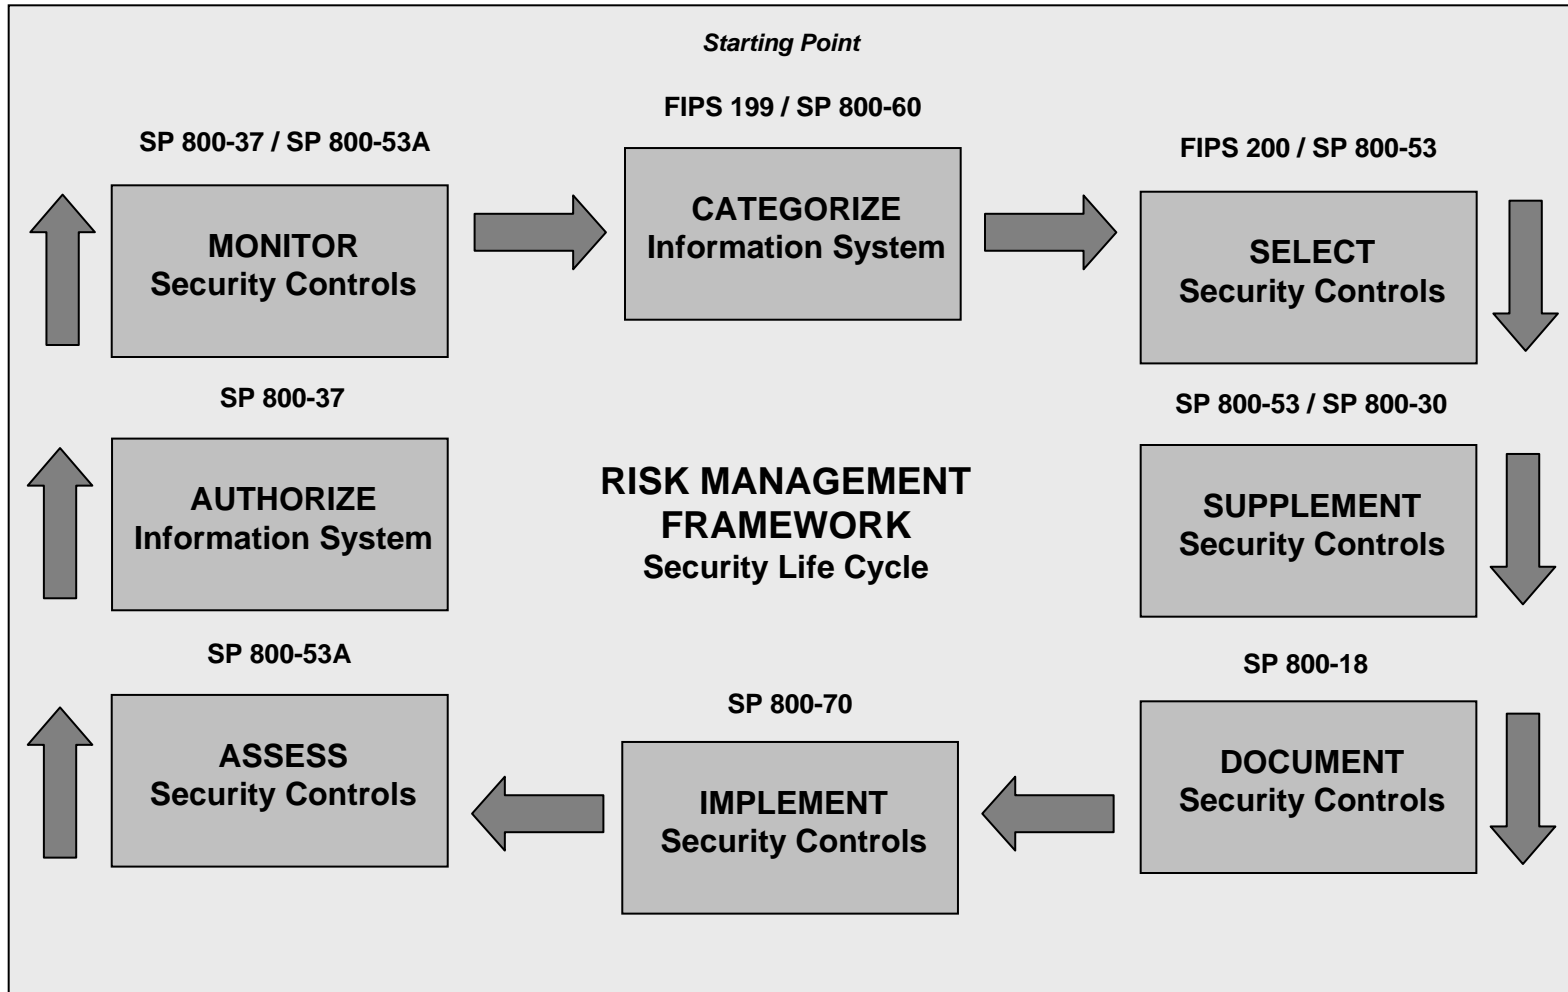 Starting Point
FIPS 199 / SP 800-60
CATEGORIZE
Information System
FIPS 200 / SP 800-53
SELECT
Security Controls
SP 800-53 / SP 800-30
SUPPLEMENT
Security Controls
SP 800-18
DOCUMENT
Security Controls
SP 800-70
IMPLEMENT
Security Controls
SP 800-53A
ASSESS
Security Controls
SP 800-37
AUTHORIZE
Information System
SP 800-37 / SP 800-53A
MONITOR
Security Controls
RISK MANAGEMENT
FRAMEWORK
Security Life Cycle